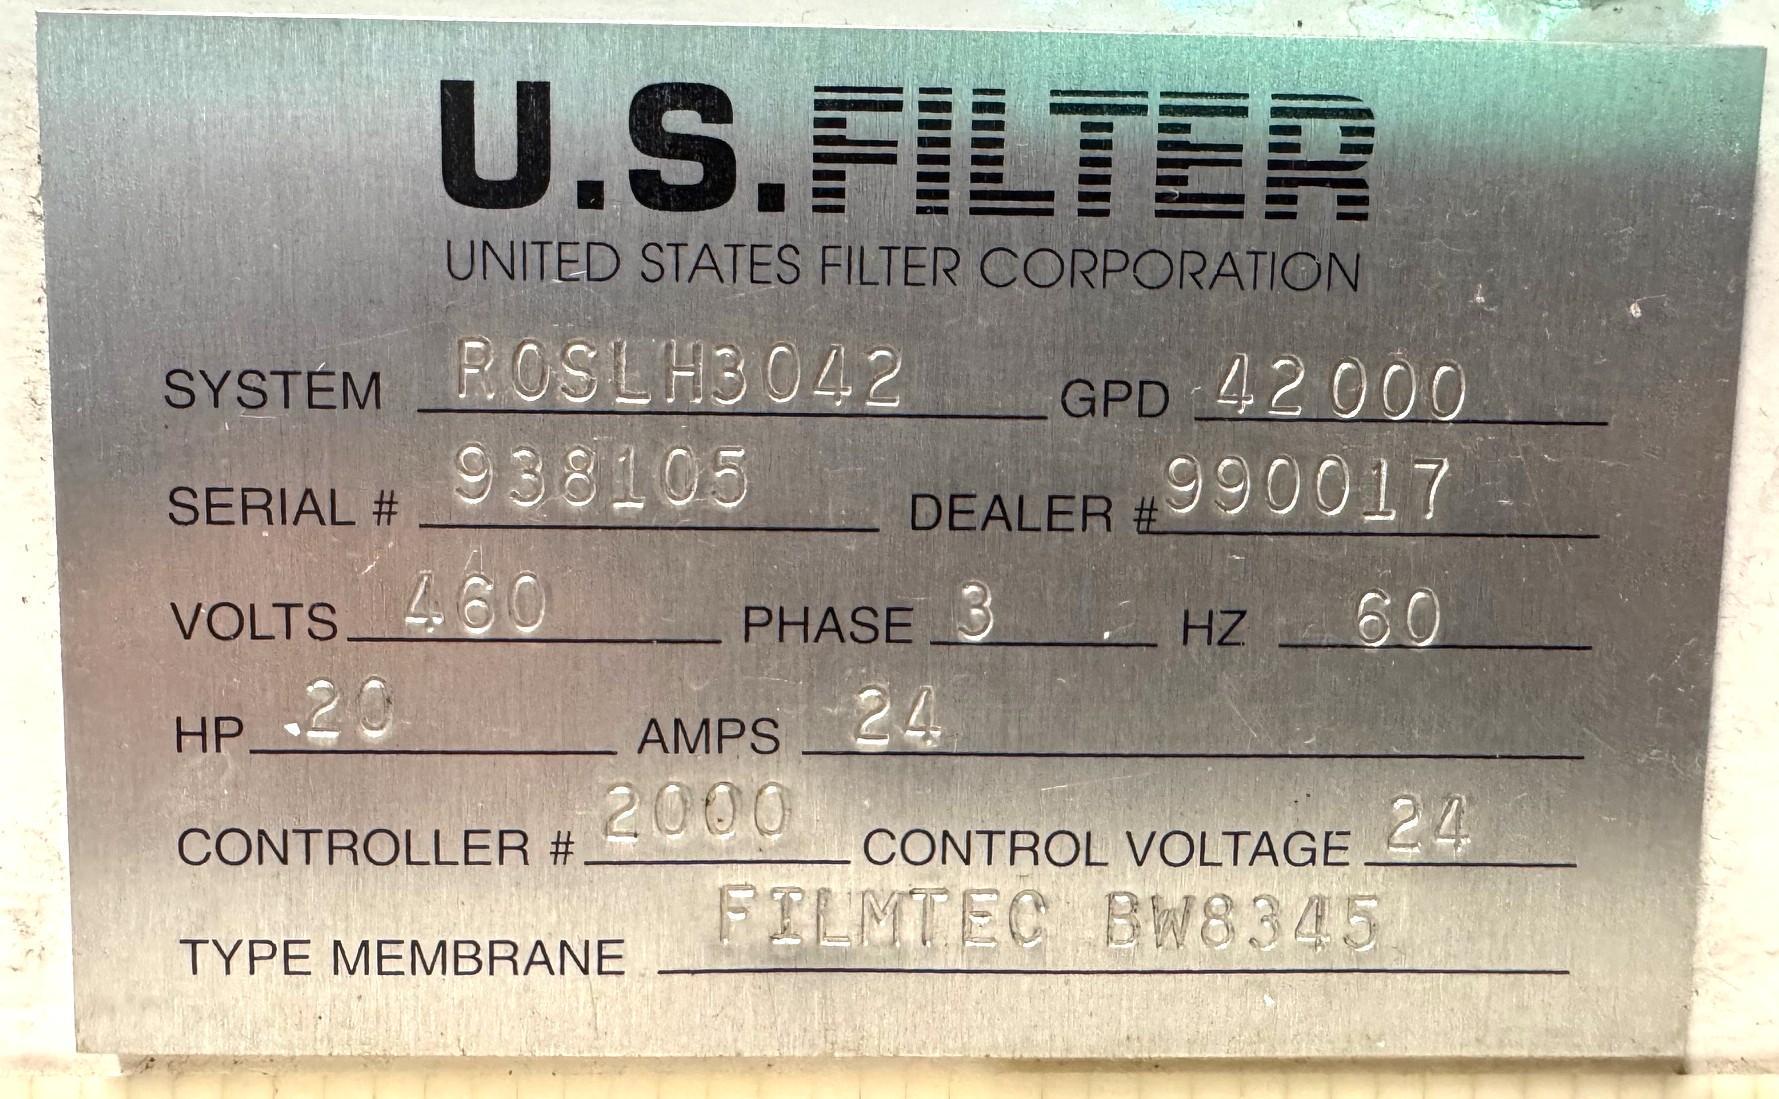 U.S.FILTER
UNITED STATES FILTER CORPORATION
SYSTEM ROSLH3042 GPD 42000
SERIAL # 938105 DEALER # 990017
VOLTS 460 PHASE 3 HZ 60
HP 20 AMPS 24
CONTROLLER # 2000 CONTROL VOLTAGE 24
TYPE MEMBRANE FILMTEC BW8345